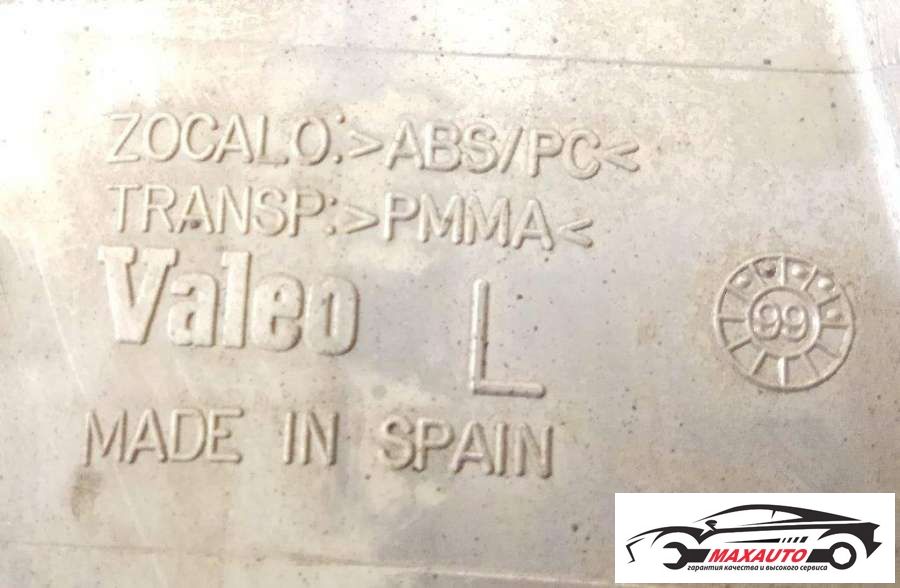 ZOCALO:>ABS/PC<
TRANSP:>PMMA<
Valeo
L
99
MADE IN SPAIN
MAXAUTO
гарантия качества и высокого сервиса